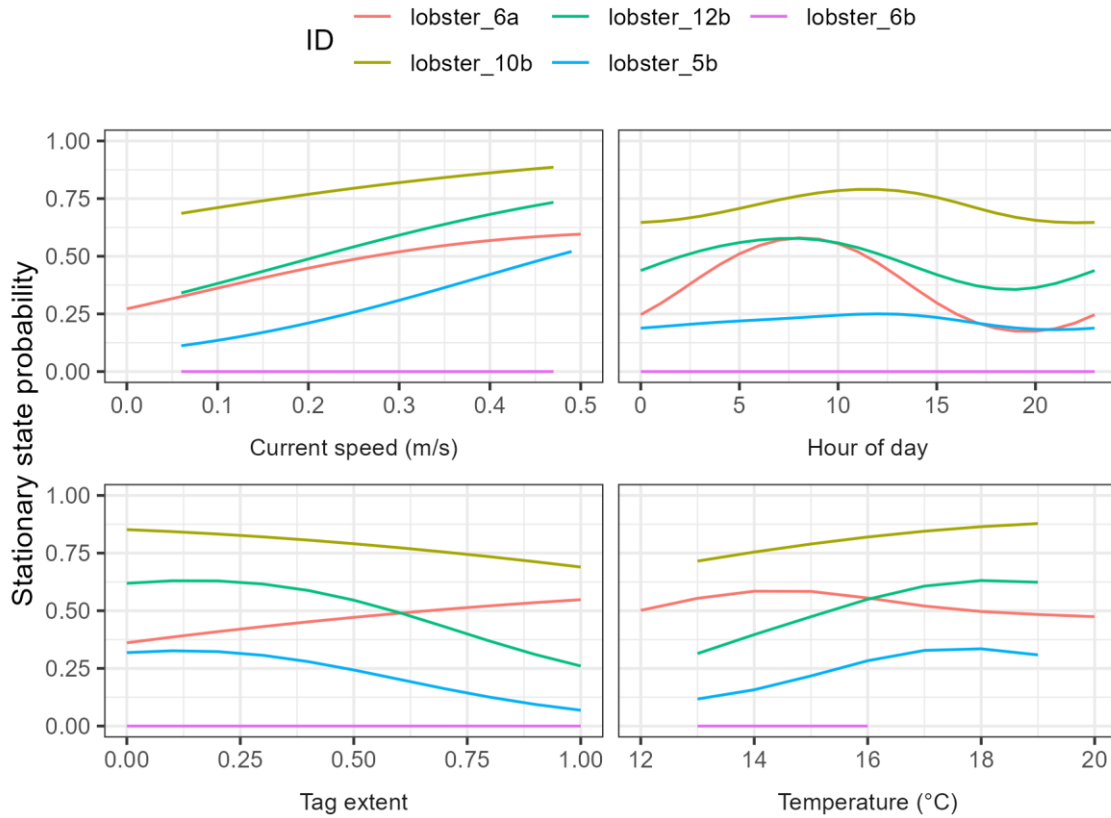 ID
lobster_6a lobster_12b lobster_6b
lobster_10b lobster_5b
Stationary state probability
1.00
0.75
0.50
0.25
0.00
0.0 0.1 0.2 0.3 0.4 0.5
Current speed (m/s)
0 5 10 15 20
Hour of day
1.00
0.75
0.50
0.25
0.00
0.00 0.25 0.50 0.75 1.00
Tag extent
12 14 16 18 20
Temperature (°C)